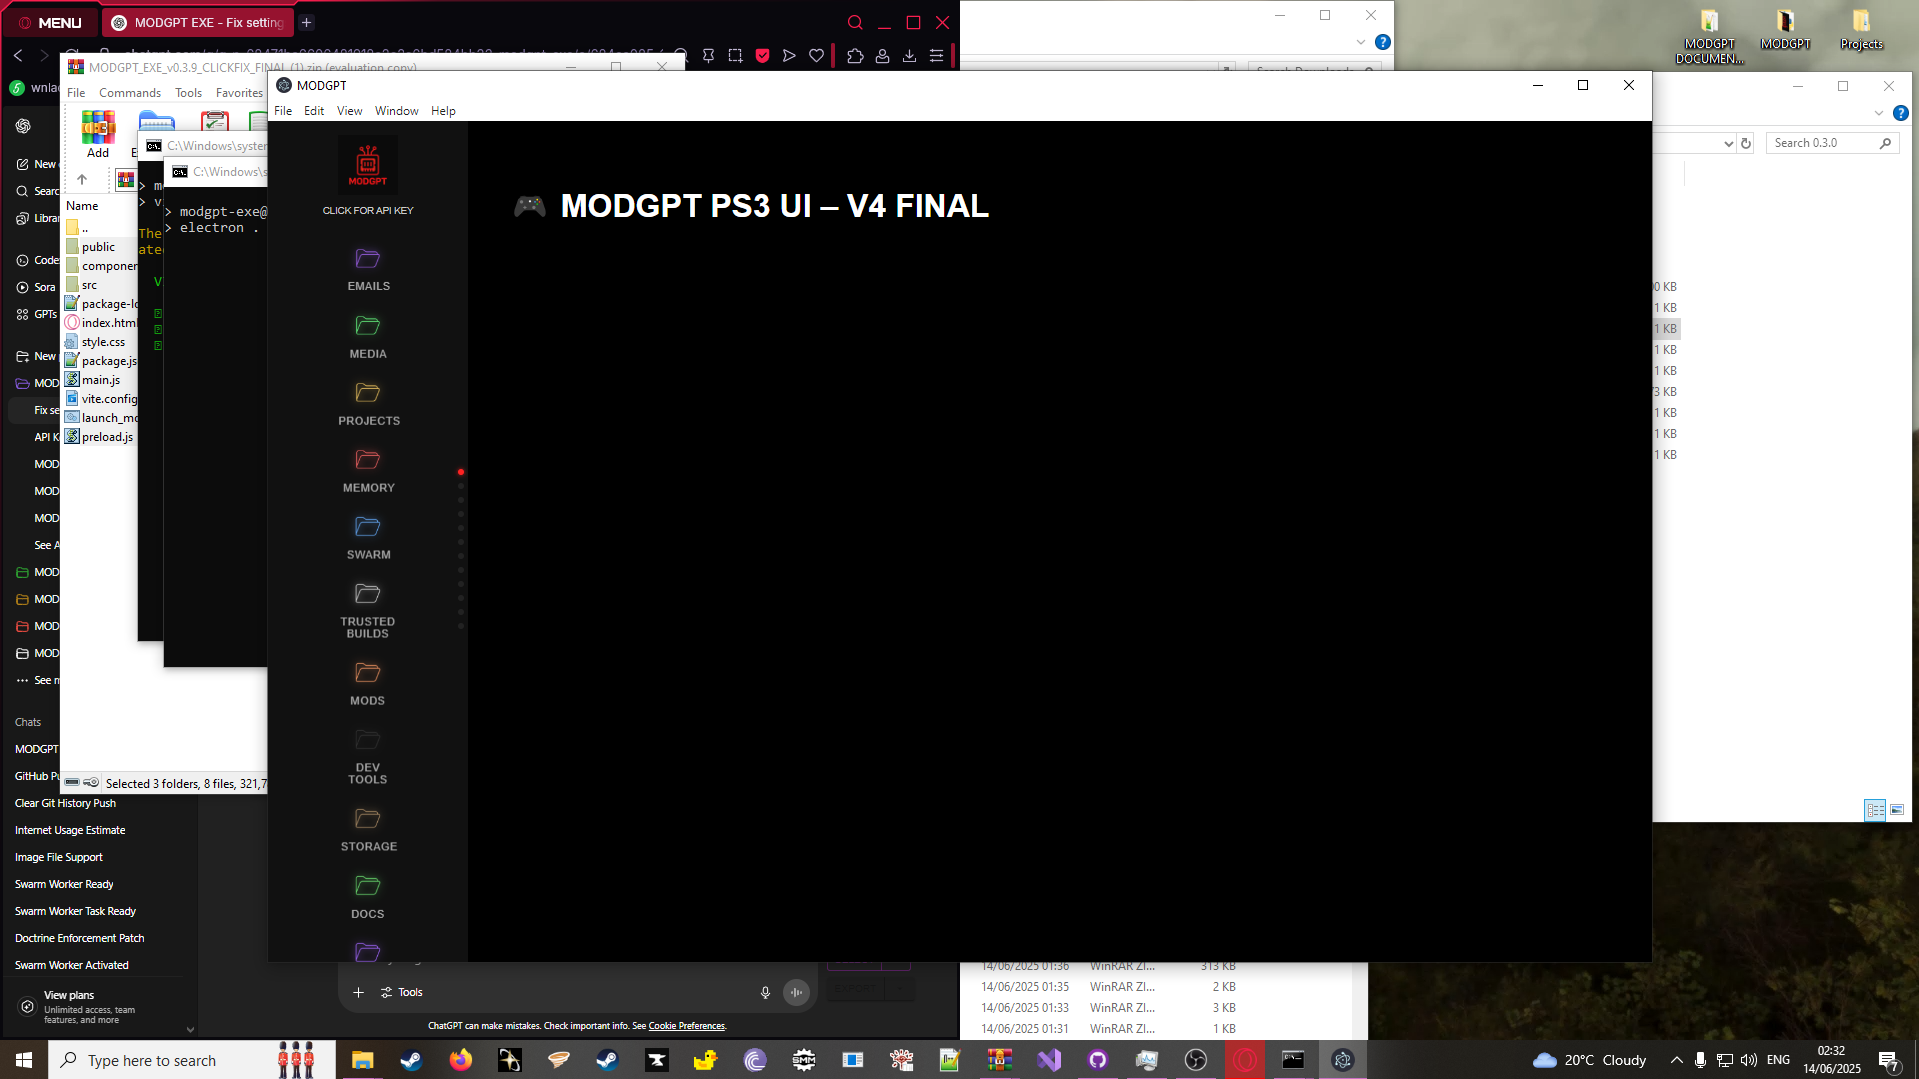 MENU
MODGPT EXE - Fix setting
MODGPT_EXE_v0.3.9_CLICKFIX_FINAL (1).zip (evaluation copy)
File Commands Tools Favorites
Add
Name
..
public
componen
src
package-lo
index.html
style.css
package.js
main.js
vite.config
launch_mo
preload.js
Selected 3 folders, 8 files, 321,7
C:\Windows\system
C:\Windows\s
> modgpt-exe@
> electron .
The
ated
MODGPT
File Edit View Window Help
MODGPT
CLICK FOR API KEY
EMAILS
MEDIA
PROJECTS
MEMORY
SWARM
TRUSTED
BUILDS
MODS
DEV
TOOLS
STORAGE
DOCS
MODGPT PS3 UI – V4 FINAL
New
Searc
Librar
Code
Sora
GPTs
New
MOD
Fix se
API K
MOD
MOD
MOD
See A
MOD
MOD
MOD
MOD
See m
Chats
MODGPT
GitHub Pu
Clear Git History Push
Internet Usage Estimate
Image File Support
Swarm Worker Ready
Swarm Worker Task Ready
Doctrine Enforcement Patch
Swarm Worker Activated
View plans
Unlimited access, team
features, and more
Tools
ChatGPT can make mistakes. Check important info. See Cookie Preferences.
Search Downloads
Search 0.3.0
00 KB
1 KB
1 KB
1 KB
1 KB
73 KB
1 KB
1 KB
1 KB
14/06/2025 01:36 WinRAR ZI... 313 KB
14/06/2025 01:35 WinRAR ZI... 2 KB
14/06/2025 01:33 WinRAR ZI... 3 KB
14/06/2025 01:31 WinRAR ZI... 1 KB
MODGPT
DOCUMEN...
MODGPT
Projects
Type here to search
20°C Cloudy
ENG
02:32
14/06/2025
7